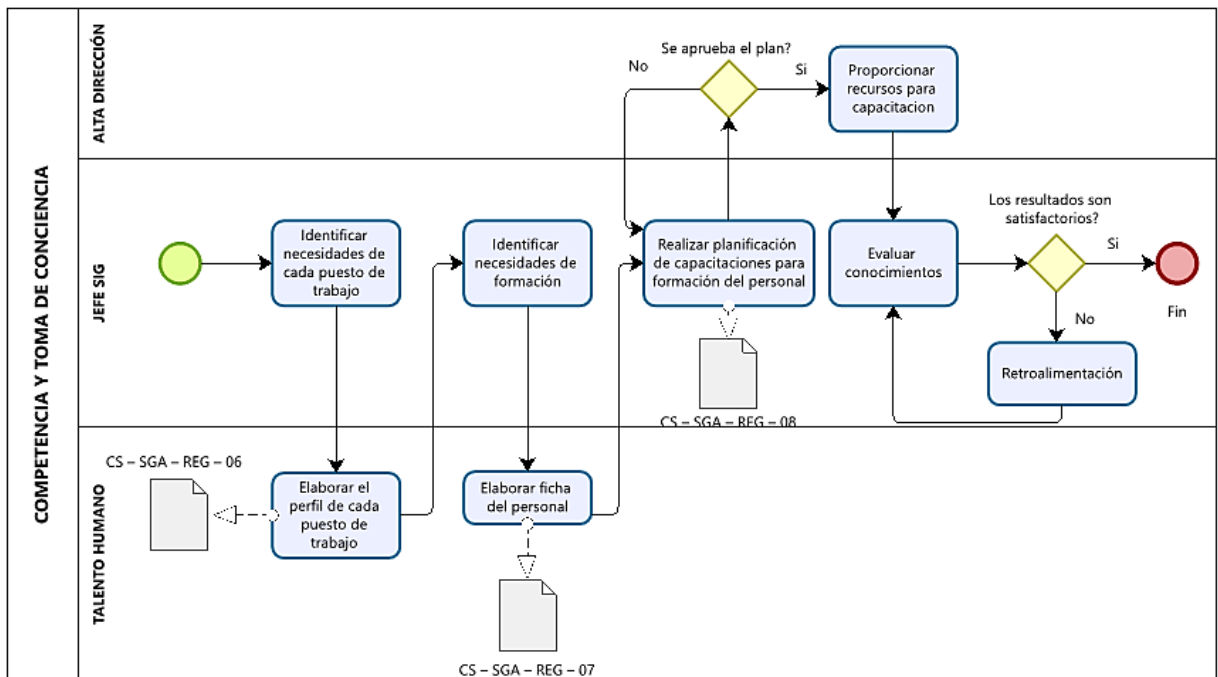 COMPETENCIA Y TOMA DE CONCIENCIA
ALTA DIRECCIÓN
Se aprueba el plan?
No
Si
Proporcionar
recursos para
capacitacion
JEFE SIG
Identificar
necesidades de
cada puesto de
trabajo
Identificar
necesidades de
formación
Realizar planificación
de capacitaciones para
formación del personal
CS – SGA – REG – 08
Evaluar
conocimientos
Los resultados son
satisfactorios?
Si
Fin
No
Retroalimentación
TALENTO HUMANO
CS – SGA – REG – 06
Elaborar el
perfil de cada
puesto de
trabajo
Elaborar ficha
del personal
CS – SGA – REG – 07